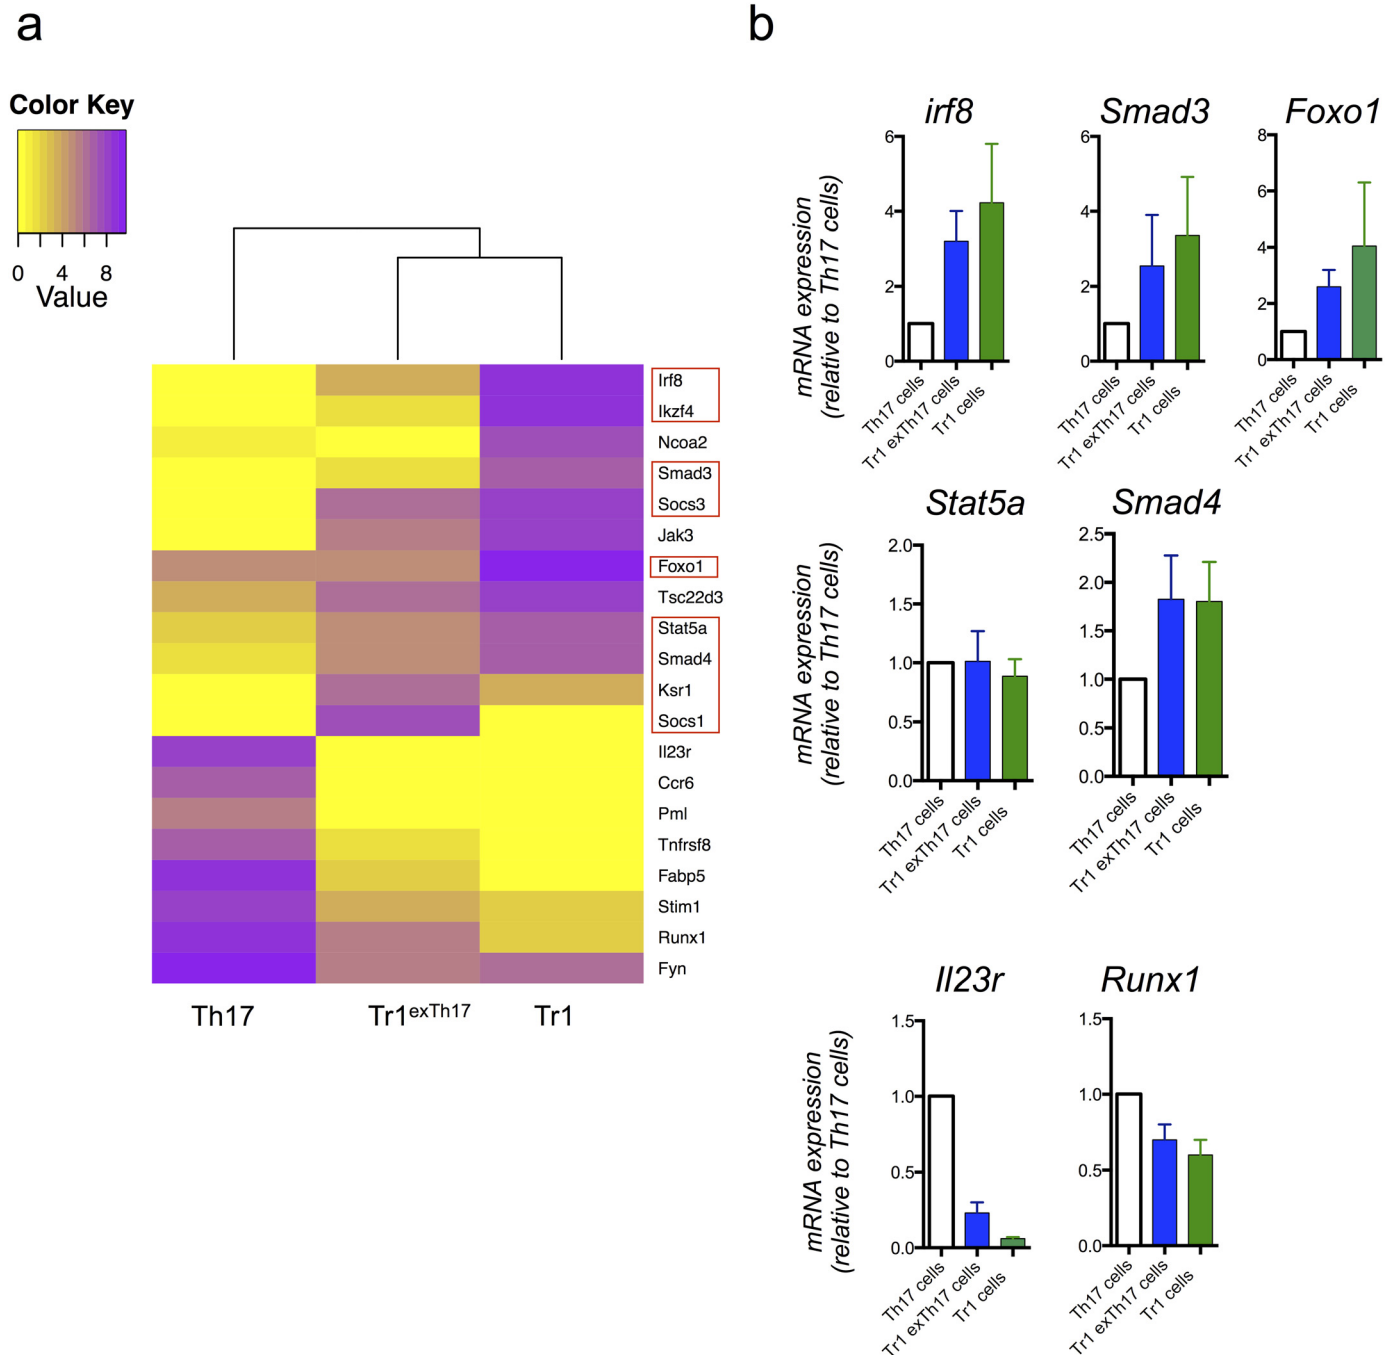 a
b
Color Key
0 4 8
Value
Irf8
Ikzf4
Ncoa2
Smad3
Socs3
Jak3
Foxo1
Tsc22d3
Stat5a
Smad4
Ksr1
Socs1
Il23r
Ccr6
Pml
Tnfrsf8
Fabp5
Stim1
Runx1
Fyn
Th17 Tr1exTh17 Tr1
irf8
mRNA expression
(relative to Th17 cells)
6
4
2
0
Th17 cells
Tr1 exTh17 cells
Tr1 cells
Smad3
6
4
2
0
Th17 cells
Tr1 exTh17 cells
Tr1 cells
Foxo1
8
6
4
2
0
Th17 cells
Tr1 exTh17 cells
Tr1 cells
Stat5a
mRNA expression
(relative to Th17 cells)
2.0
1.5
1.0
0.5
0.0
Th17 cells
Tr1 exTh17 cells
Tr1 cells
Smad4
2.5
2.0
1.5
1.0
0.5
0.0
Th17 cells
Tr1 exTh17 cells
Tr1 cells
Il23r
mRNA expression
(relative to Th17 cells)
1.5
1.0
0.5
0.0
Th17 cells
Tr1 exTh17 cells
Tr1 cells
Runx1
1.5
1.0
0.5
0.0
Th17 cells
Tr1 exTh17 cells
Tr1 cells